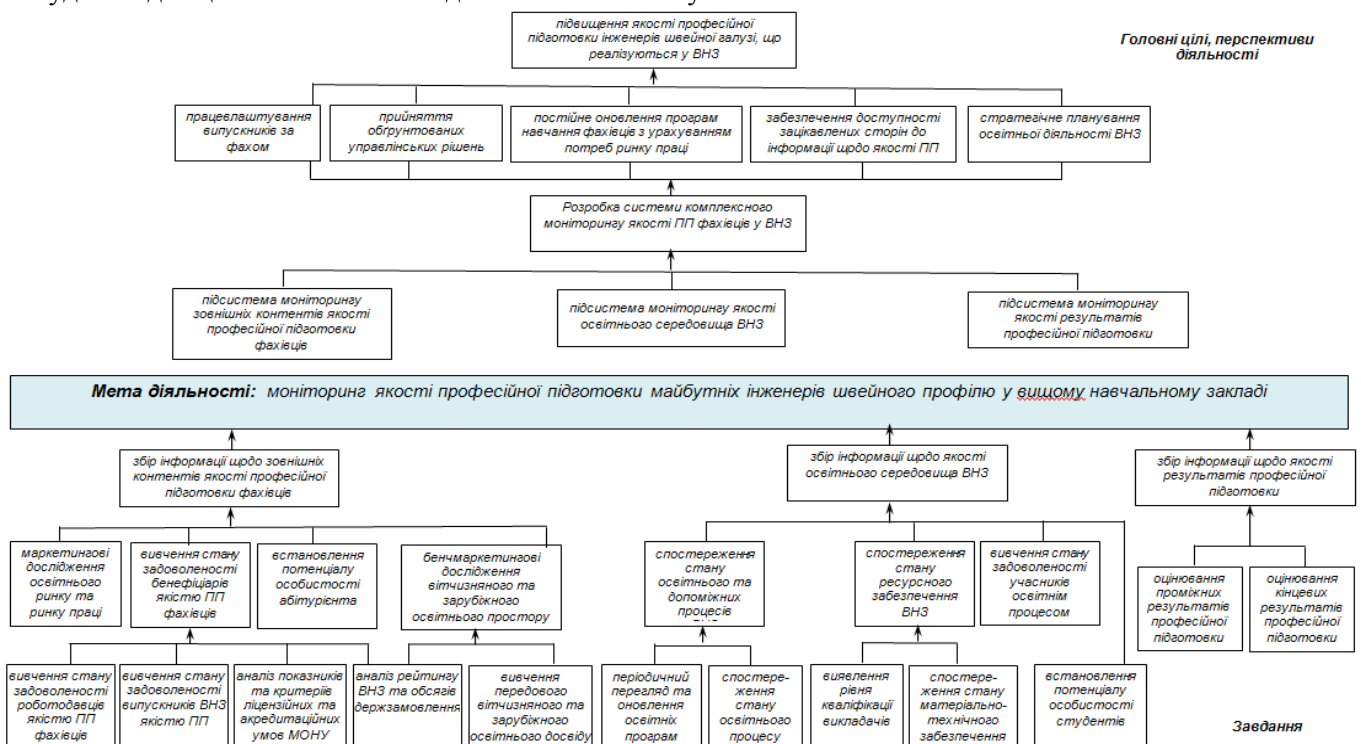 підвищення якості професійної
підготовки інженерів швейної галузі, що
реалізуються у ВНЗ
Головні цілі, перспективи
діяльності
працевлаштування
випускників за
фахом
прийняття
обґрунтованих
управлінських рішень
постійне оновлення програм
навчання фахівців з урахуванням
потреб ринку праці
забезпечення доступності
зацікавлених сторін до
інформації щодо якості ПП
стратегічне планування
освітньої діяльності ВНЗ
Розробка системи комплексного
моніторингу якості ПП фахівців у ВНЗ
підсистема моніторингу
зовнішніх контентів якості
професійної підготовки
фахівців
підсистема моніторингу якості
освітнього середовища ВНЗ
підсистема моніторингу
якості результатів
професійної підготовки
Мета діяльності: моніторинг якості професійної підготовки майбутніх інженерів швейного профілю у вищому навчальному закладі
збір інформації щодо зовнішніх
контентів якості професійної
підготовки фахівців
збір інформації щодо якості
освітнього середовища ВНЗ
збір інформації щодо якості
результатів професійної
підготовки
маркетингові
дослідження
освітнього
ринку та
ринку праці
вивчення стану
задоволеності
бенефіціарів
якістю ПП
фахівців
встановлення
потенціалу
особистості
абітурієнта
бенчмаркетингові
дослідження
вітчизняного та
зарубіжного
освітнього простору
спостереження
стану
освітнього та
допоміжних
процесів
спостереження
стану
ресурсного
забезпечення
ВНЗ
вивчення стану
задоволеності
учасників
освітнім
процесом
оцінювання
проміжних
результатів
професійної
підготовки
оцінювання
кінцевих
результатів
професійної
підготовки
вивчення стану
задоволеності
роботодавців
якістю ПП
фахівців
вивчення стану
задоволеності
випускників ВНЗ
якістю ПП
аналіз показників
та критеріїв
ліцензійних та
акредитаційних
умов МОНУ
аналіз рейтингу
ВНЗ та обсягів
держзамовлення
вивчення
передового
вітчизняного та
зарубіжного
освітнього досвіду
періодичний
перегляд та
оновлення
освітніх
програм
спостере-
ження
стану
освітнього
процесу
виявлення
рівня
кваліфікації
викладачів
спостере-
ження стану
матеріально-
технічного
забезпечення
встановлення
потенціалу
особистості
студентів
Завдання